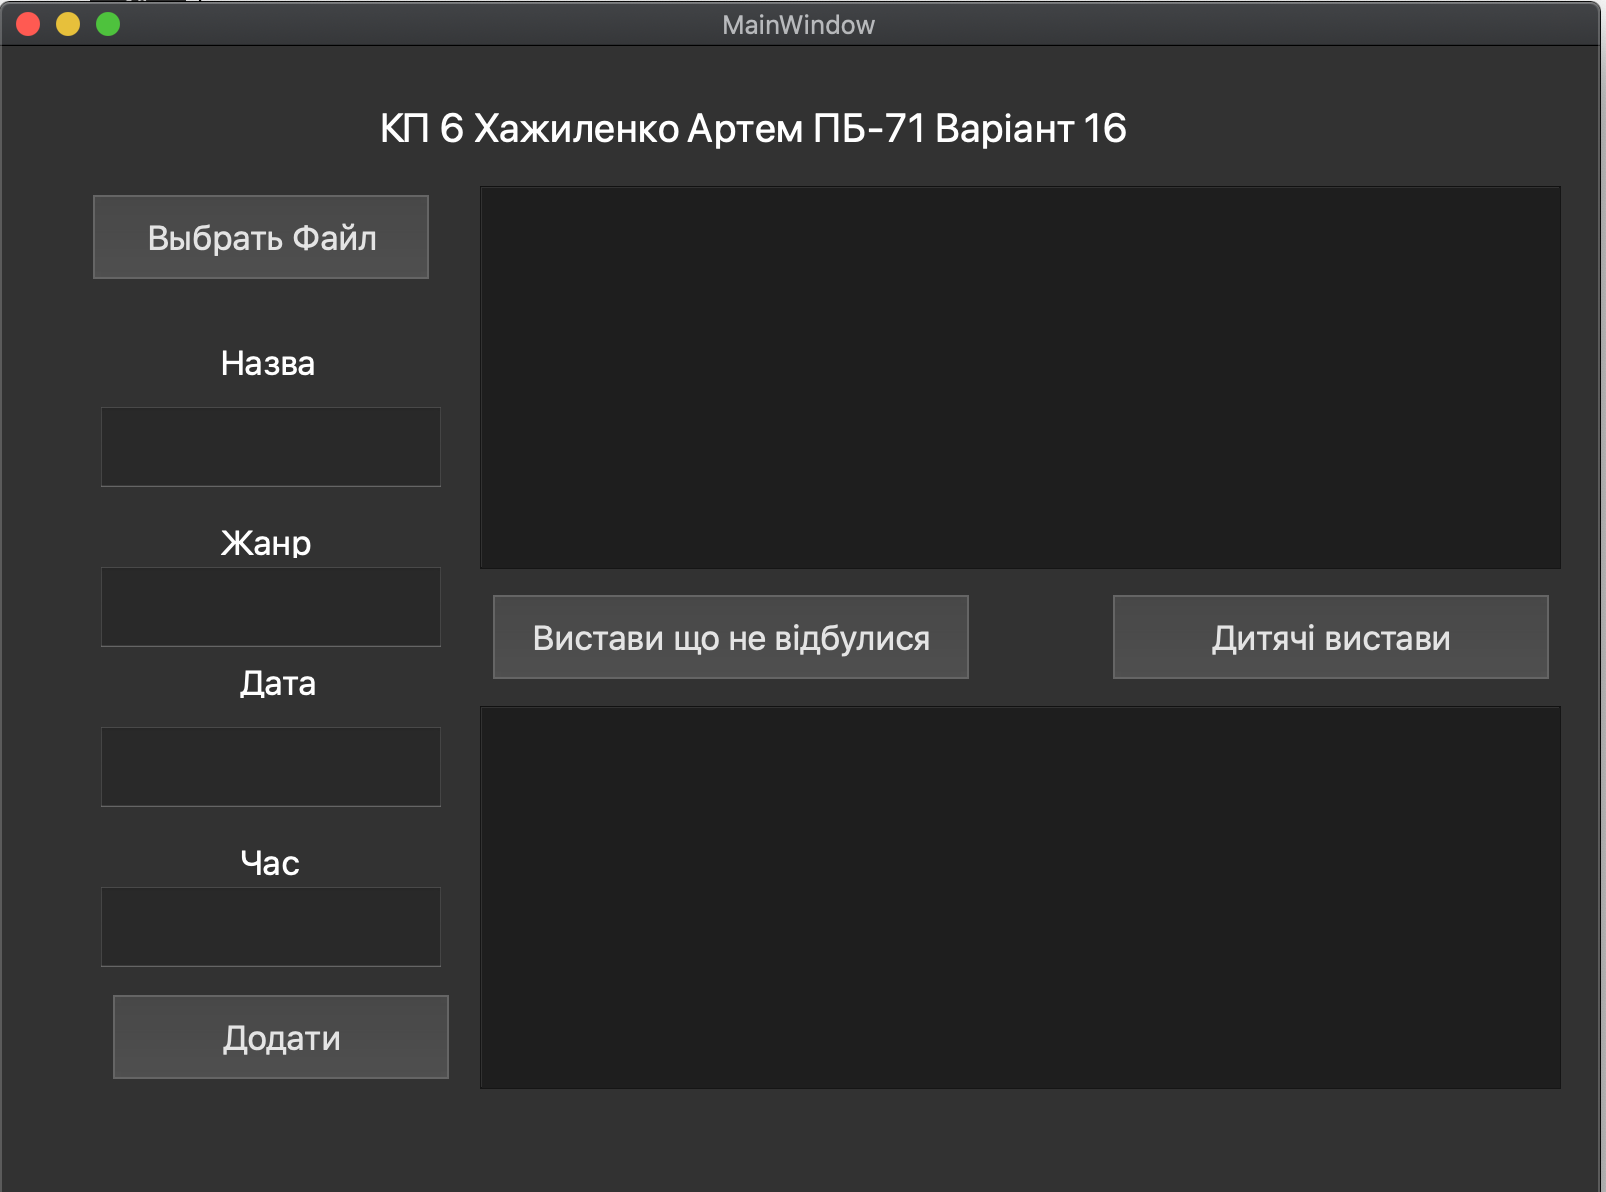 MainWindow
КП 6 Хажиленко Артем ПБ-71 Варіант 16
Выбрать Файл
Назва
Жанр
Вистави що не відбулися
Дитячі вистави
Дата
Час
Додати